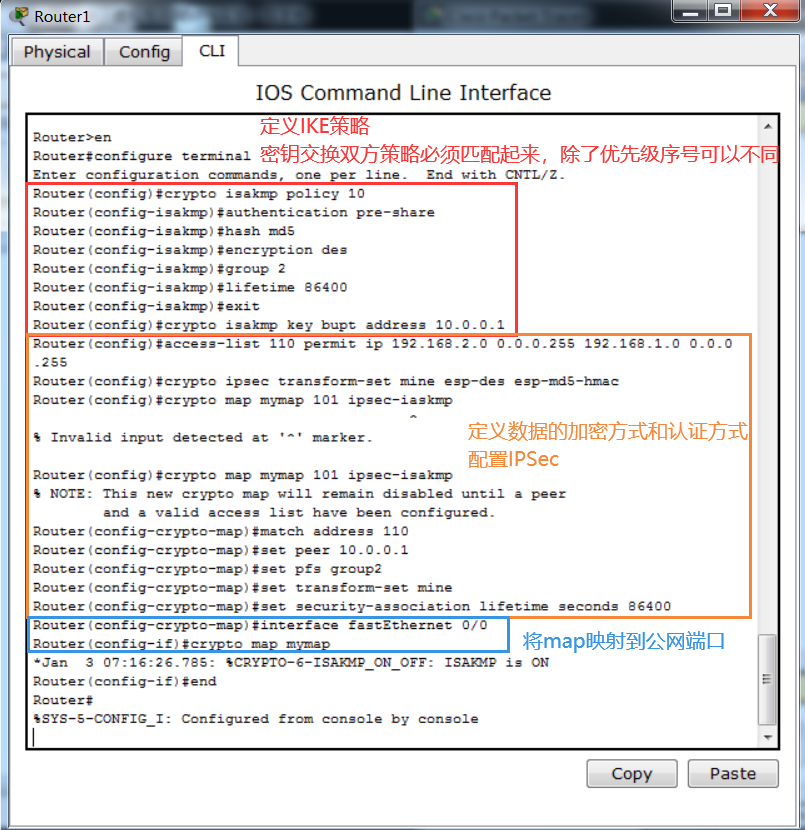 Router1
Physical Config CLI
IOS Command Line Interface
定义IKE策略
密钥交换双方策略必须匹配起来，除了优先级序号可以不同
Router>en
Router#configure terminal
Enter configuration commands, one per line.  End with CNTL/Z.
Router(config)#crypto isakmp policy 10
Router(config-isakmp)#authentication pre-share
Router(config-isakmp)#hash md5
Router(config-isakmp)#encryption des
Router(config-isakmp)#group 2
Router(config-isakmp)#lifetime 86400
Router(config-isakmp)#exit
Router(config)#crypto isakmp key bupt address 10.0.0.1
Router(config)#access-list 110 permit ip 192.168.2.0 0.0.0.255 192.168.1.0 0.0.0
.255
Router(config)#crypto ipsec transform-set mine esp-des esp-md5-hmac
Router(config)#crypto map mymap 101 ipsec-iaskmp
^
% Invalid input detected at '^' marker.
定义数据的加密方式和认证方式
配置IPSec
Router(config)#crypto map mymap 101 ipsec-isakmp
% NOTE: This new crypto map will remain disabled until a peer
and a valid access list have been configured.
Router(config-crypto-map)#match address 110
Router(config-crypto-map)#set peer 10.0.0.1
Router(config-crypto-map)#set pfs group2
Router(config-crypto-map)#set transform-set mine
Router(config-crypto-map)#set security-association lifetime seconds 86400
Router(config-crypto-map)#interface fastEthernet 0/0
Router(config-if)#crypto map mymap
将map映射到公网端口
*Jan  3 07:16:26.785: %CRYPTO-6-ISAKMP_ON_OFF: ISAKMP is ON
Router(config-if)#end
Router#
%SYS-5-CONFIG_I: Configured from console by console
Copy Paste